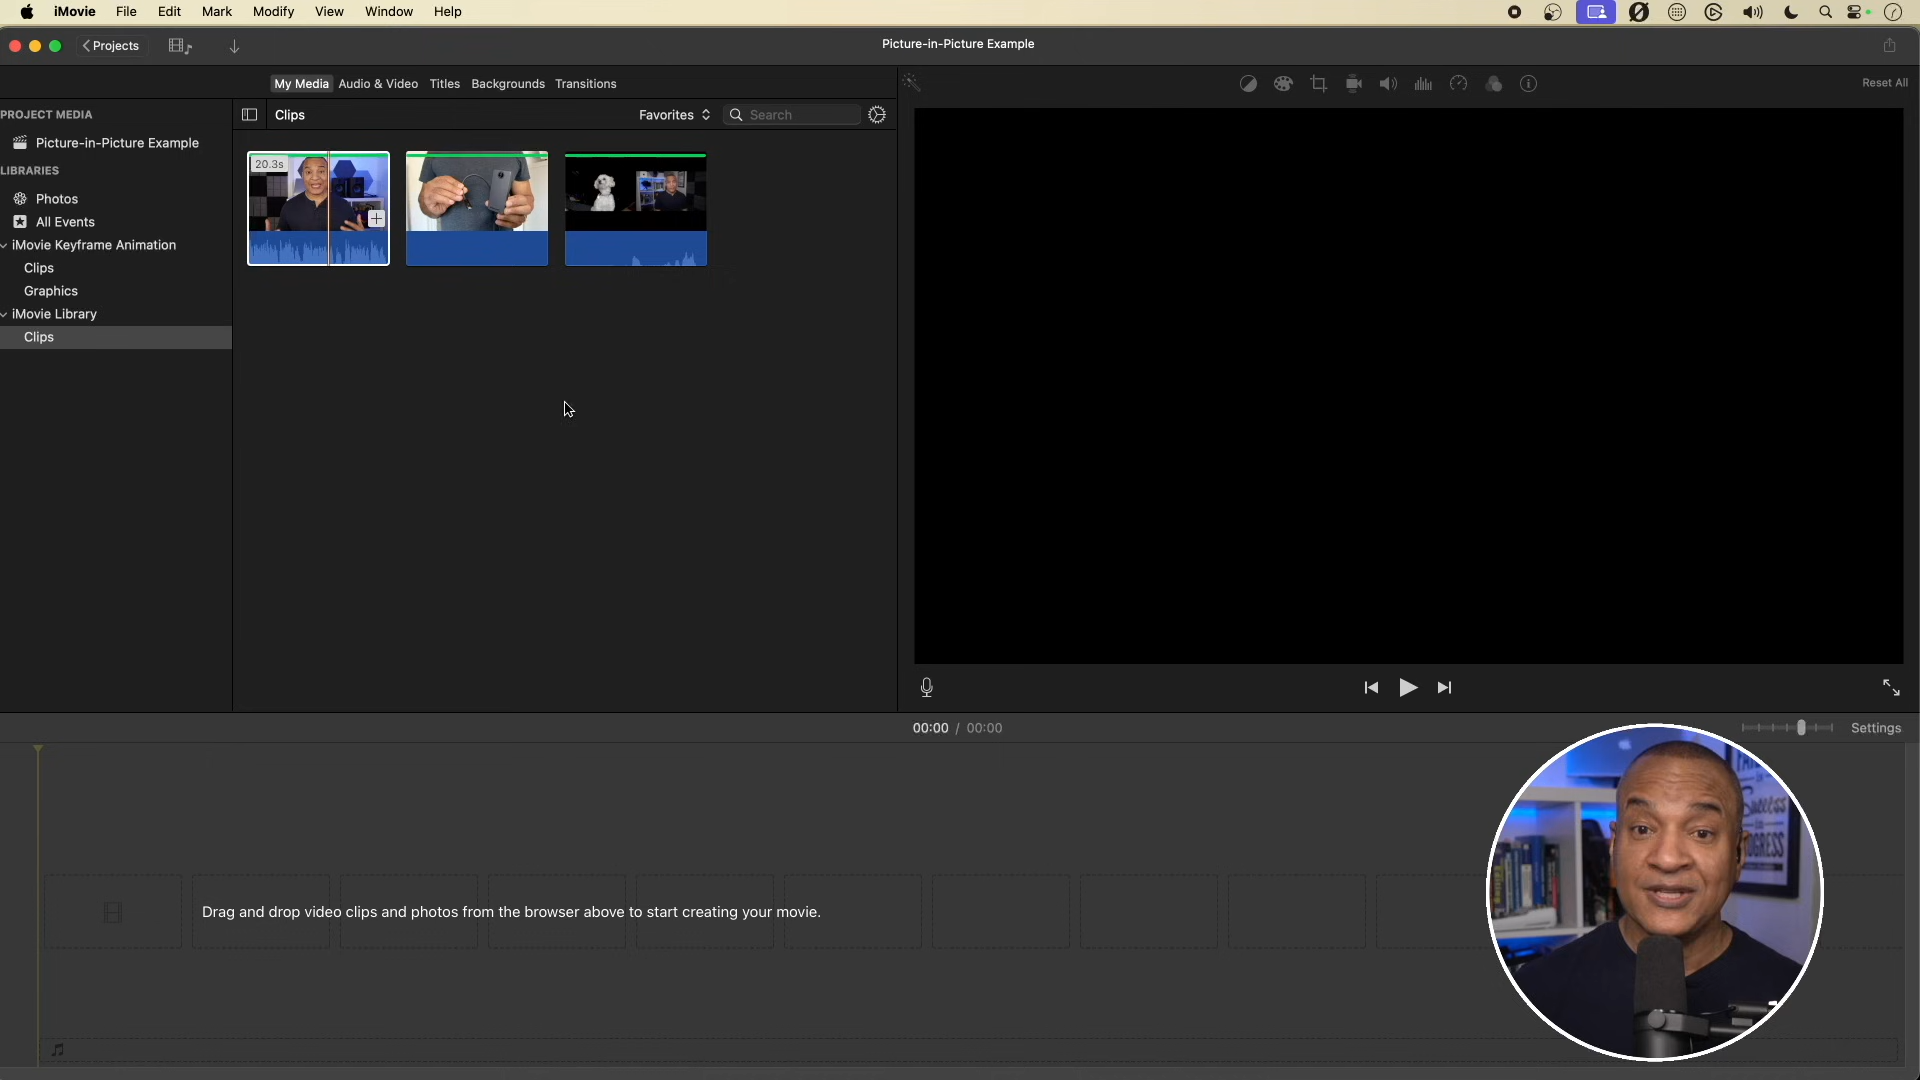 iMovie File Edit Mark Modify View Window Help
Projects
Picture-in-Picture Example
My Media Audio & Video Titles Backgrounds Transitions
Reset All
PROJECT MEDIA
Clips
Favorites
Search
Picture-in-Picture Example
LIBRARIES
20.3s
Photos
All Events
iMovie Keyframe Animation
Clips
Graphics
iMovie Library
Clips
00:00 / 00:00
Settings
Drag and drop video clips and photos from the browser above to start creating your movie.
Success